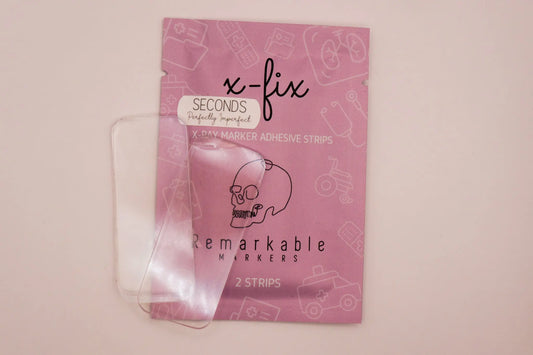 x-fix
SECONDS
Perfectly Imperfect
X-RAY MARKER ADHESIVE STRIPS
Remarkable
MARKERS
2 STRIPS